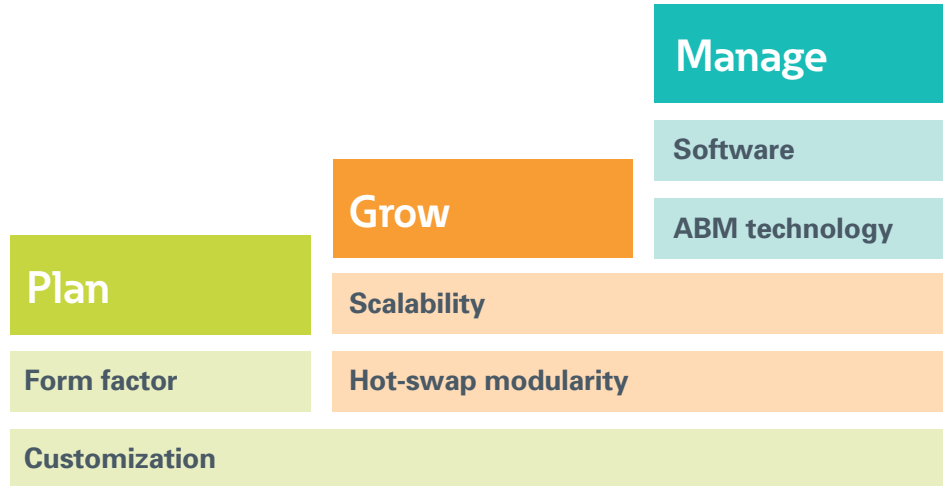 Manage
Software
ABM technology
Grow
Scalability
Hot-swap modularity
Plan
Form factor
Customization